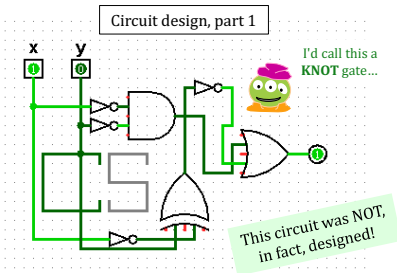 Circuit design, part 1
x y
I'd call this a
KNOT gate...
1 0
1
This circuit was NOT,
in fact, designed!